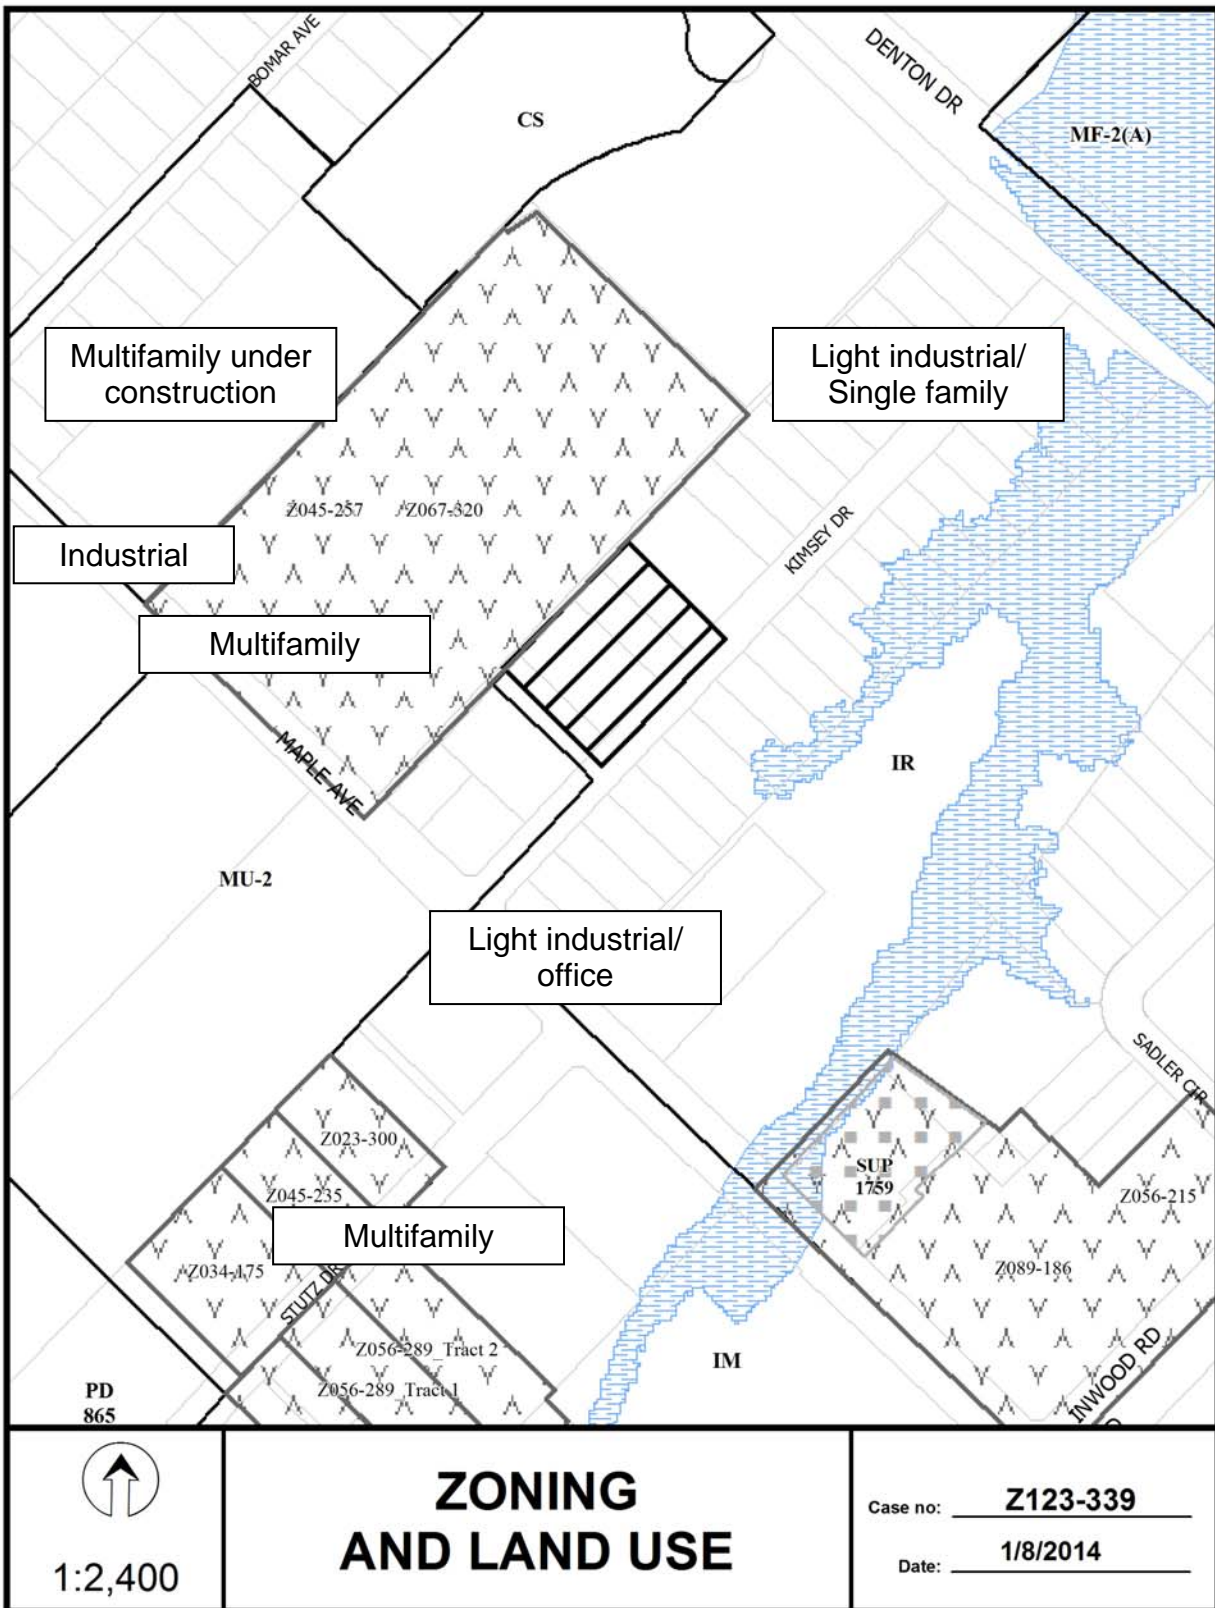 BOMAR AVE
DENTON DR
CS
MF-2(A)
Multifamily under
construction
Light industrial/
Single family
Z045-257
Z067-320
KIMSEY DR
Industrial
Multifamily
MAPLE AVE
IR
MU-2
Light industrial/
office
SADLER CIR
Z023-300
SUP
1759
Z045-235
Z056-215
Multifamily
Z034-175
Z089-186
STUTZ DR
Z056-289_Tract 2
IM
INWOOD RD
PD
865
Z056-289_Tract 1
1:2,400
ZONING
AND LAND USE
Case no: Z123-339
Date: 1/8/2014